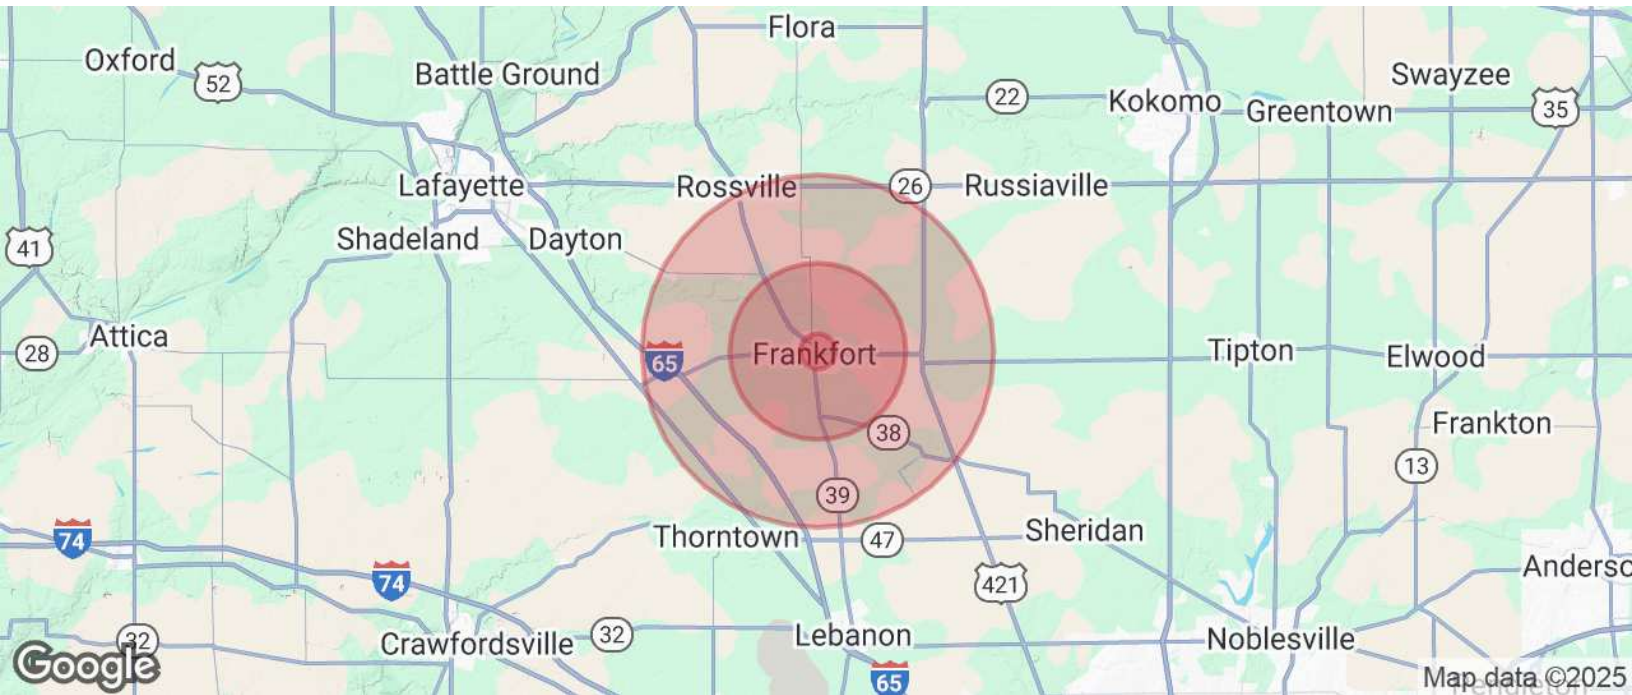 Flora
Oxford
52
Battle Ground
Swayzee
22
Kokomo
Greentown
35
Lafayette
Rossville
26
Russiaville
41
Shadeland
Dayton
28
Attica
65
Frankfort
Tipton
Elwood
38
Frankton
13
39
74
Thorntown
47
Sheridan
74
421
Anderso
32
Crawfordsville
32
Lebanon
Noblesville
Google
65
Map data ©2025